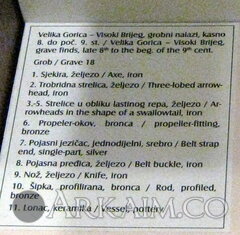 Velika Gorica – Visoki Brijeg, grobni nalazi, kasno
8. do poč. 9. st. / Velika Gorica – Visoki Brijeg,
grave finds, late 8th to the beg. of the 9th cent.
Grob / Grave 18
1. Sjekira, željezo / Axe, iron
2. Trobridna strelica, željezo / Three-lobed arrow-
head, iron
3.-5. Strelice u obliku lastinog repa, željezo / Ar-
rowheads in the shape of a swallowtail, iron
6. Propeler-okov, bronca / propeller-fitting,
bronze
7. Pojasni jezičac, jednodijelni, srebro / Belt strap
end, single-part, silver
8. Pojasna pređica, željezo / Belt buckle, iron
9. Nož, željezo / Knife, iron
10. Šipka, profilirana, bronca / Rod, profiled,
bronze
11. Lonac, keramika / Vessel, pottery
ARKAIM.CO